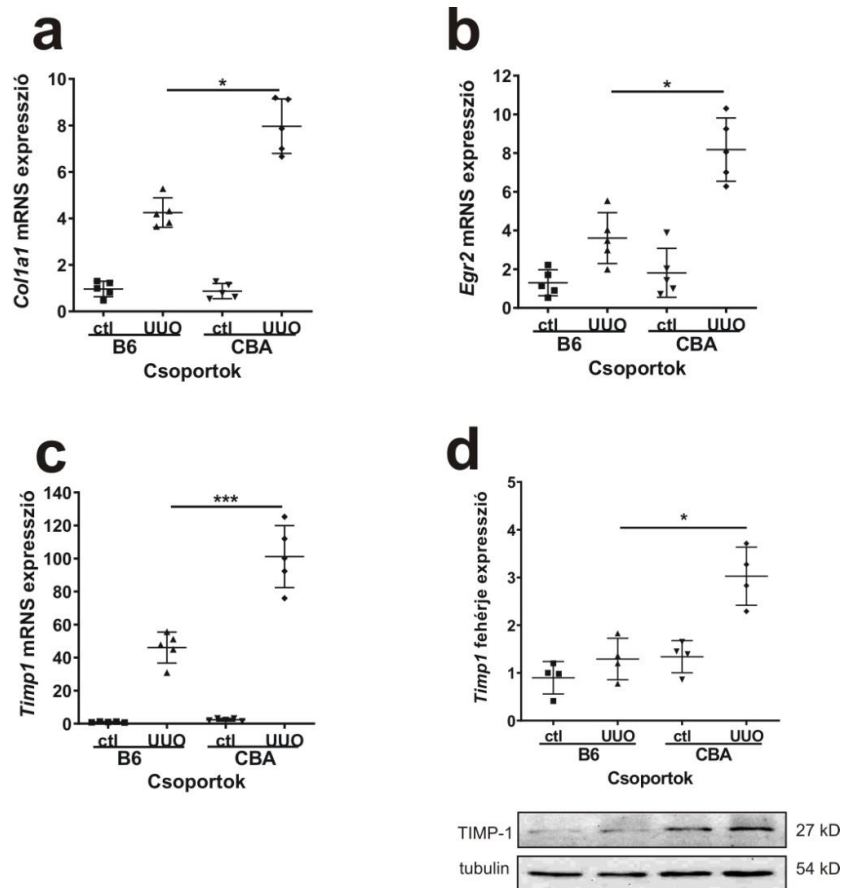 a
Col1a1 mRNS expresszió
10
8
6
4
2
0
*
ctl UUO ctl UUO
B6 CBA
Csoportok
b
Egr2 mRNS expresszió
12
10
8
6
4
2
0
*
ctl UUO ctl UUO
B6 CBA
Csoportok
c
Timp1 mRNS expresszió
140
120
100
80
60
40
20
0
***
ctl UUO ctl UUO
B6 CBA
Csoportok
d
Timp1 fehérje expresszió
5
4
3
2
1
0
*
ctl UUO ctl UUO
B6 CBA
Csoportok
TIMP-1 27 kD
tubulin 54 kD